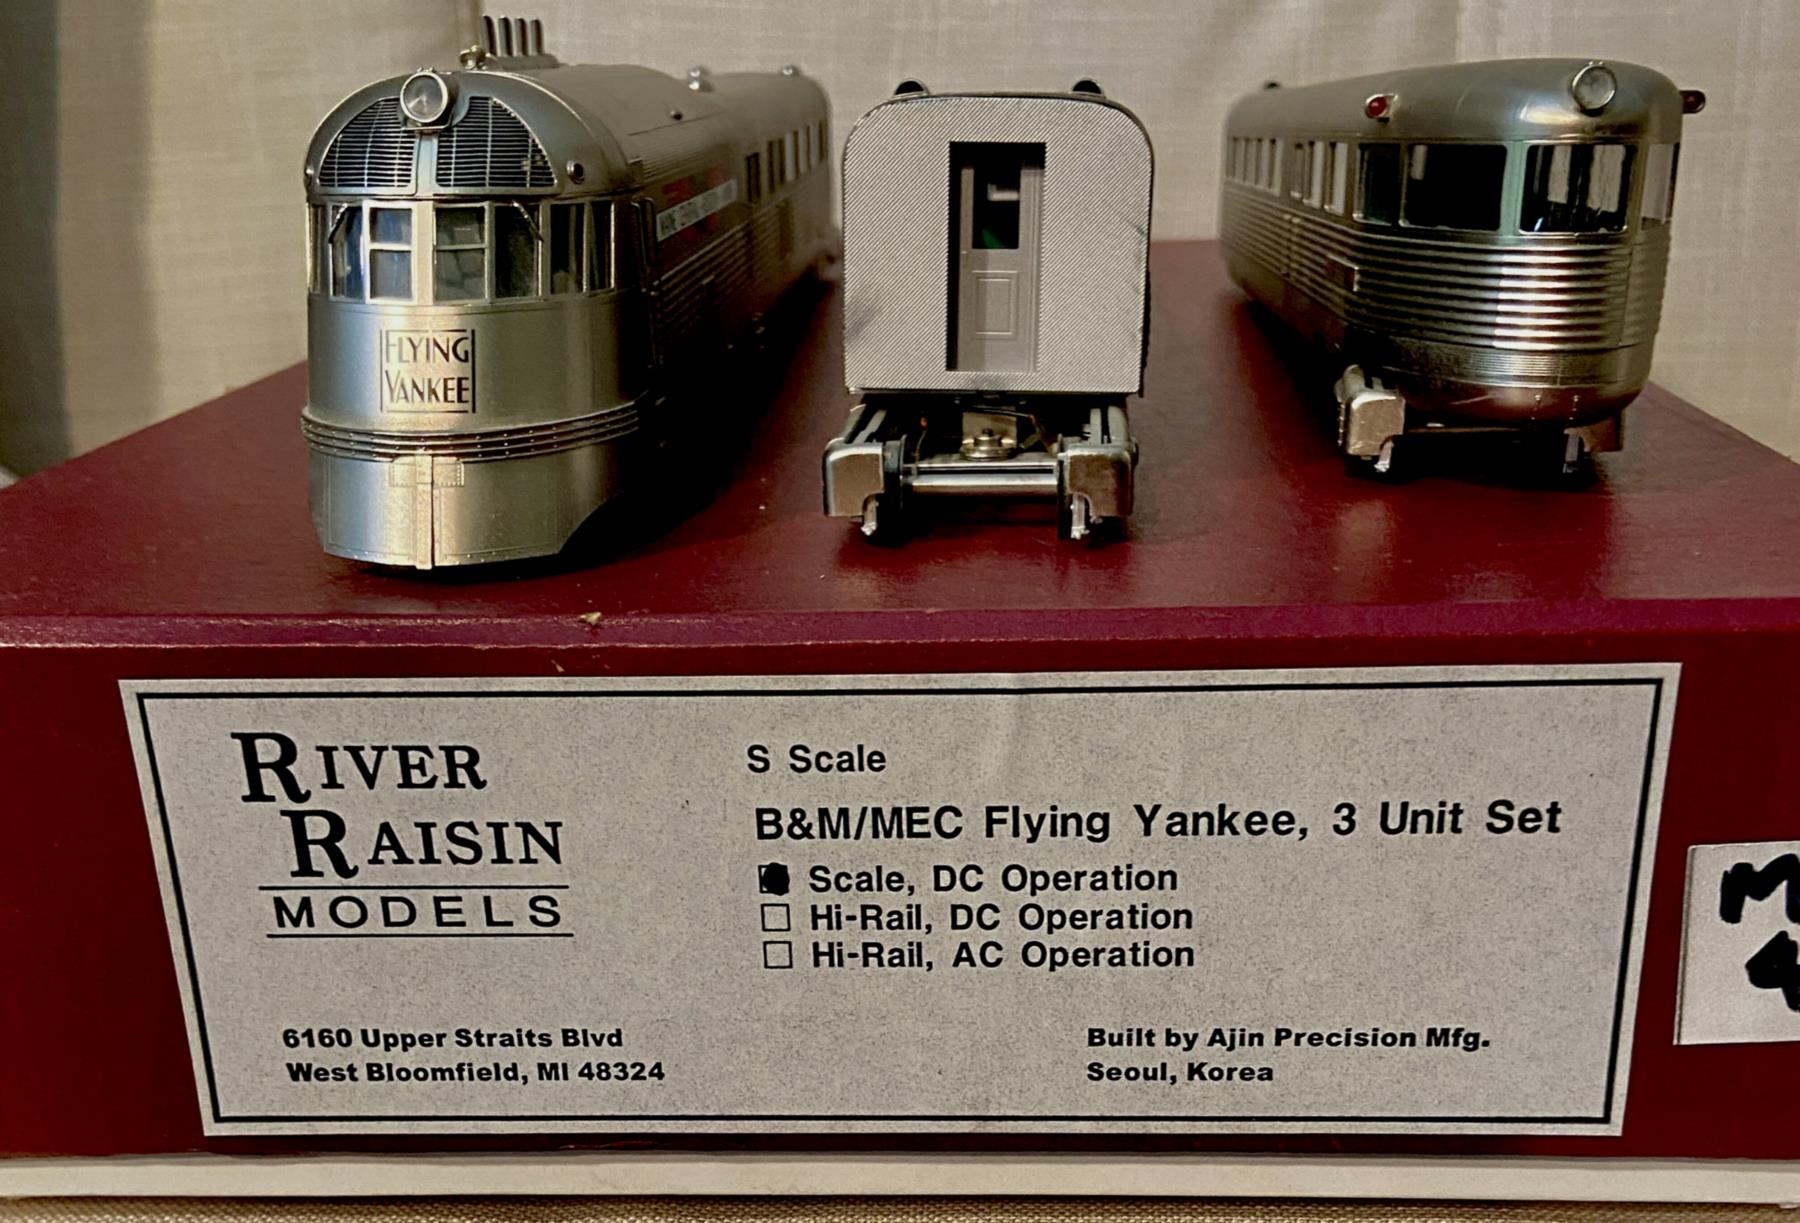 FLYING
YANKEE
RIVER
RAISIN
MODELS
S Scale
B&M/MEC Flying Yankee, 3 Unit Set
Scale, DC Operation
Hi-Rail, DC Operation
Hi-Rail, AC Operation
6160 Upper Straits Blvd
West Bloomfield, MI 48324
Built by Ajin Precision Mfg.
Seoul, Korea